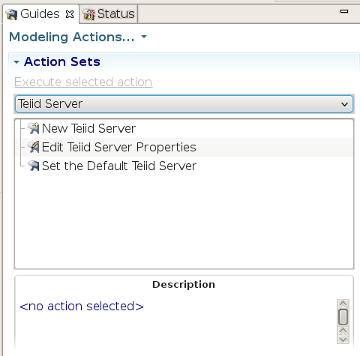 Guides Status
Modeling Actions...
Action Sets
Execute selected action
Teiid Server
New Teiid Server
Edit Teiid Server Properties
Set the Default Teiid Server
Description
<no action selected>